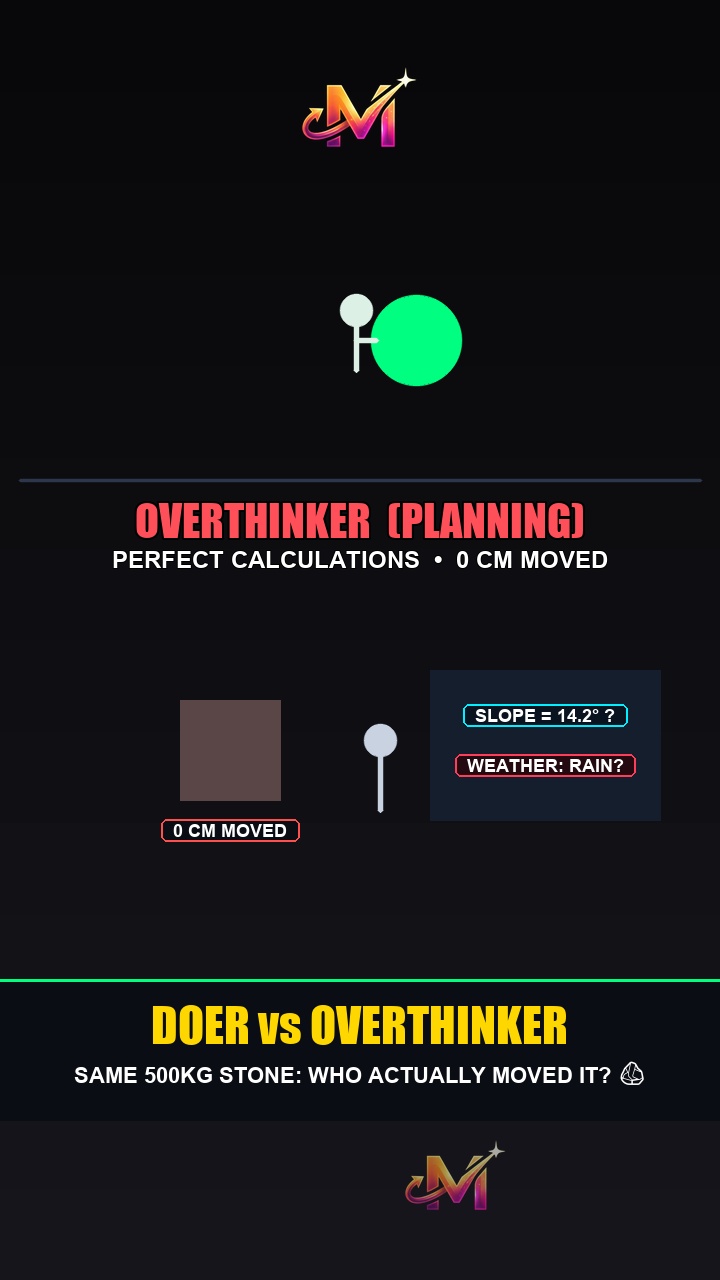 M
OVERTHINKER (PLANNING)
PERFECT CALCULATIONS • 0 CM MOVED
SLOPE = 14.2° ?
WEATHER: RAIN?
0 CM MOVED
DOER vs OVERTHINKER
SAME 500KG STONE: WHO ACTUALLY MOVED IT? 🪨
M